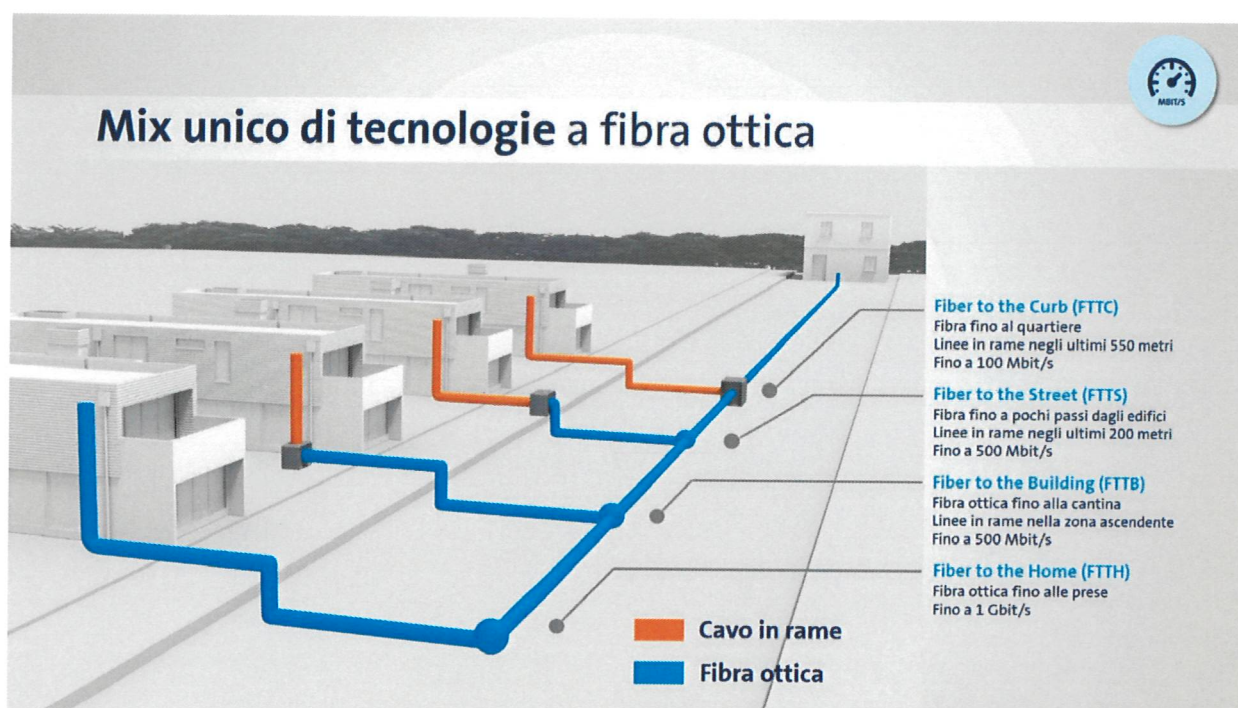 MBIT/S
Mix unico di tecnologie a fibra ottica
Fiber to the Curb (FTTC)
Fibra fino al quartiere
Linee in rame negli ultimi 550 metri
Fino a 100 Mbit/s
Fiber to the Street (FTTS)
Fibra fino a pochi passi dagli edifici
Linee in rame negli ultimi 200 metri
Fino a 500 Mbit/s
Fiber to the Building (FTTB)
Fibra ottica fino alla cantina
Linee in rame nella zona ascendente
Fino a 500 Mbit/s
Fiber to the Home (FTTH)
Fibra ottica fino alle prese
Fino a 1 Gbit/s
Cavo in rame
Fibra ottica